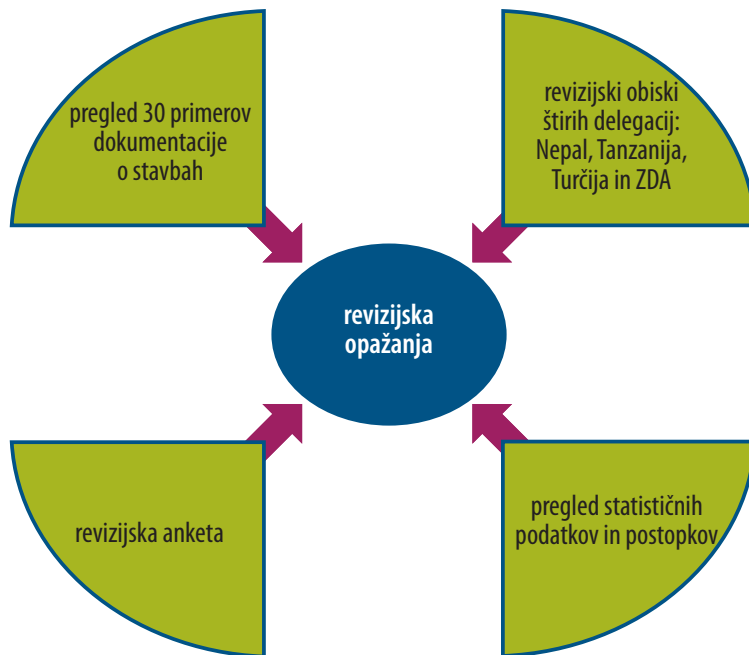 pregled 30 primerov
dokumentacije
o stavbah
revizijski obiski
štirih delegacij:
Nepal, Tanzanija,
Turčija in ZDA
revizijska
opažanja
revizijska anketa
pregled statističnih
podatkov in postopkov